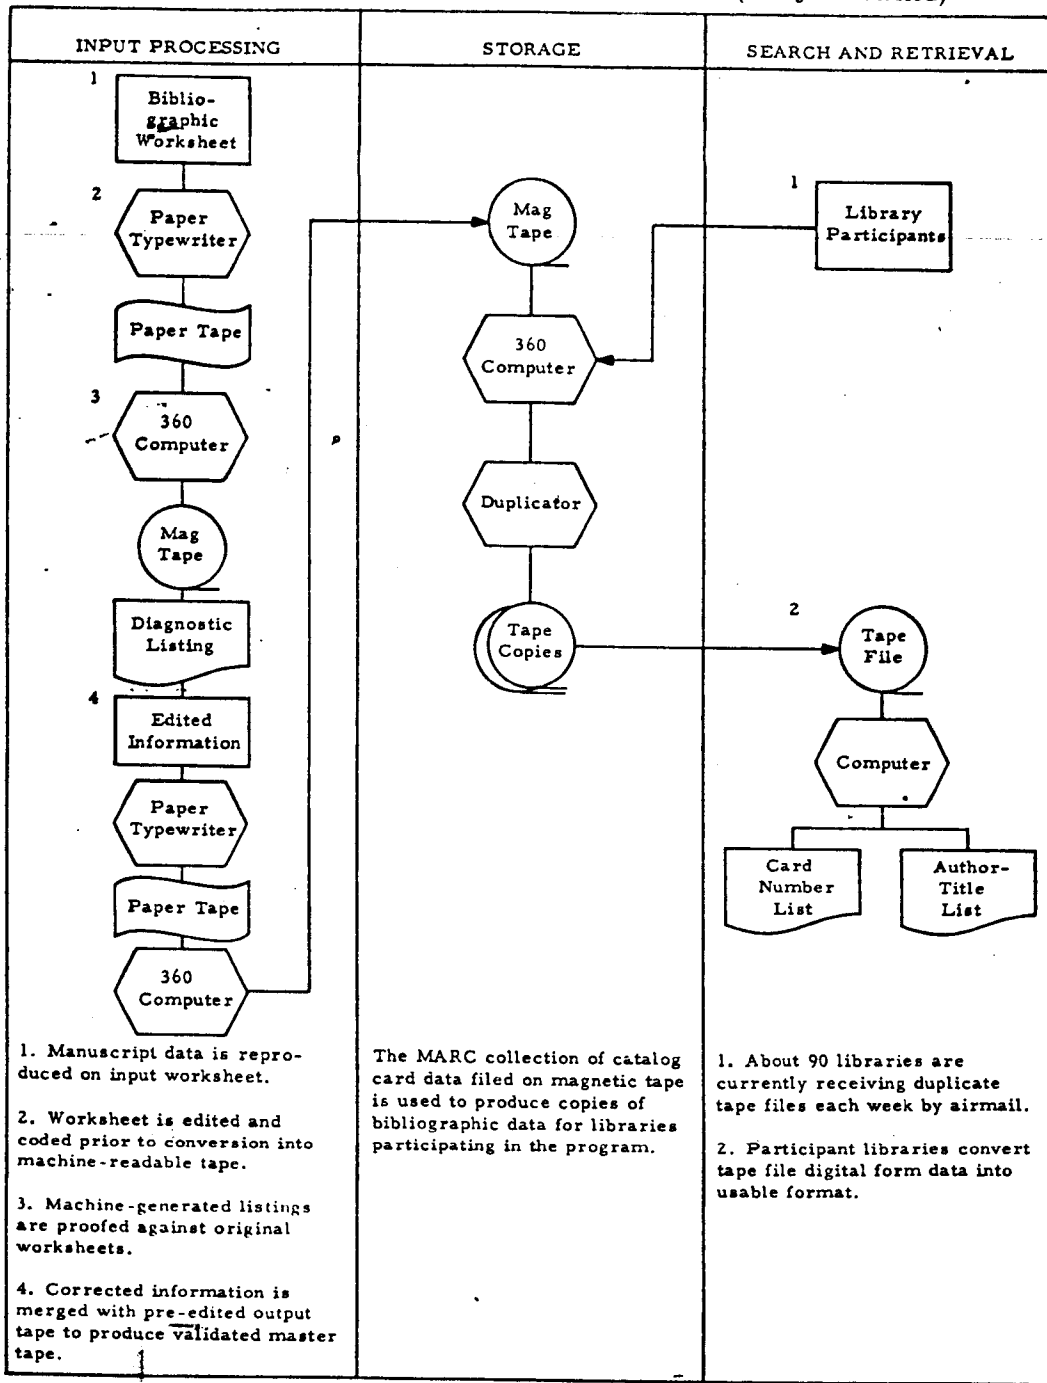 INPUT PROCESSING
1
Biblio-
graphic
Worksheet
2
Paper
Typewriter
Paper Tape
3
360
Computer
Mag
Tape
Diagnostic
Listing
4
Edited
Information
Paper
Typewriter
Paper Tape
360
Computer
1. Manuscript data is repro-
duced on input worksheet.
2. Worksheet is edited and
coded prior to conversion into
machine-readable tape.
3. Machine-generated listings
are proofed against original
worksheets.
4. Corrected information is
merged with pre-edited output
tape to produce validated master
tape.
STORAGE
Mag
Tape
360
Computer
Duplicator
Tape
Copies
The MARC collection of catalog
card data filed on magnetic tape
is used to produce copies of
bibliographic data for libraries
participating in the program.
SEARCH AND RETRIEVAL
1
Library
Participants
2
Tape
File
Computer
Card
Number
List
Author-
Title
List
1. About 90 libraries are
currently receiving duplicate
tape files each week by airmail.
2. Participant libraries convert
tape file digital form data into
usable format.